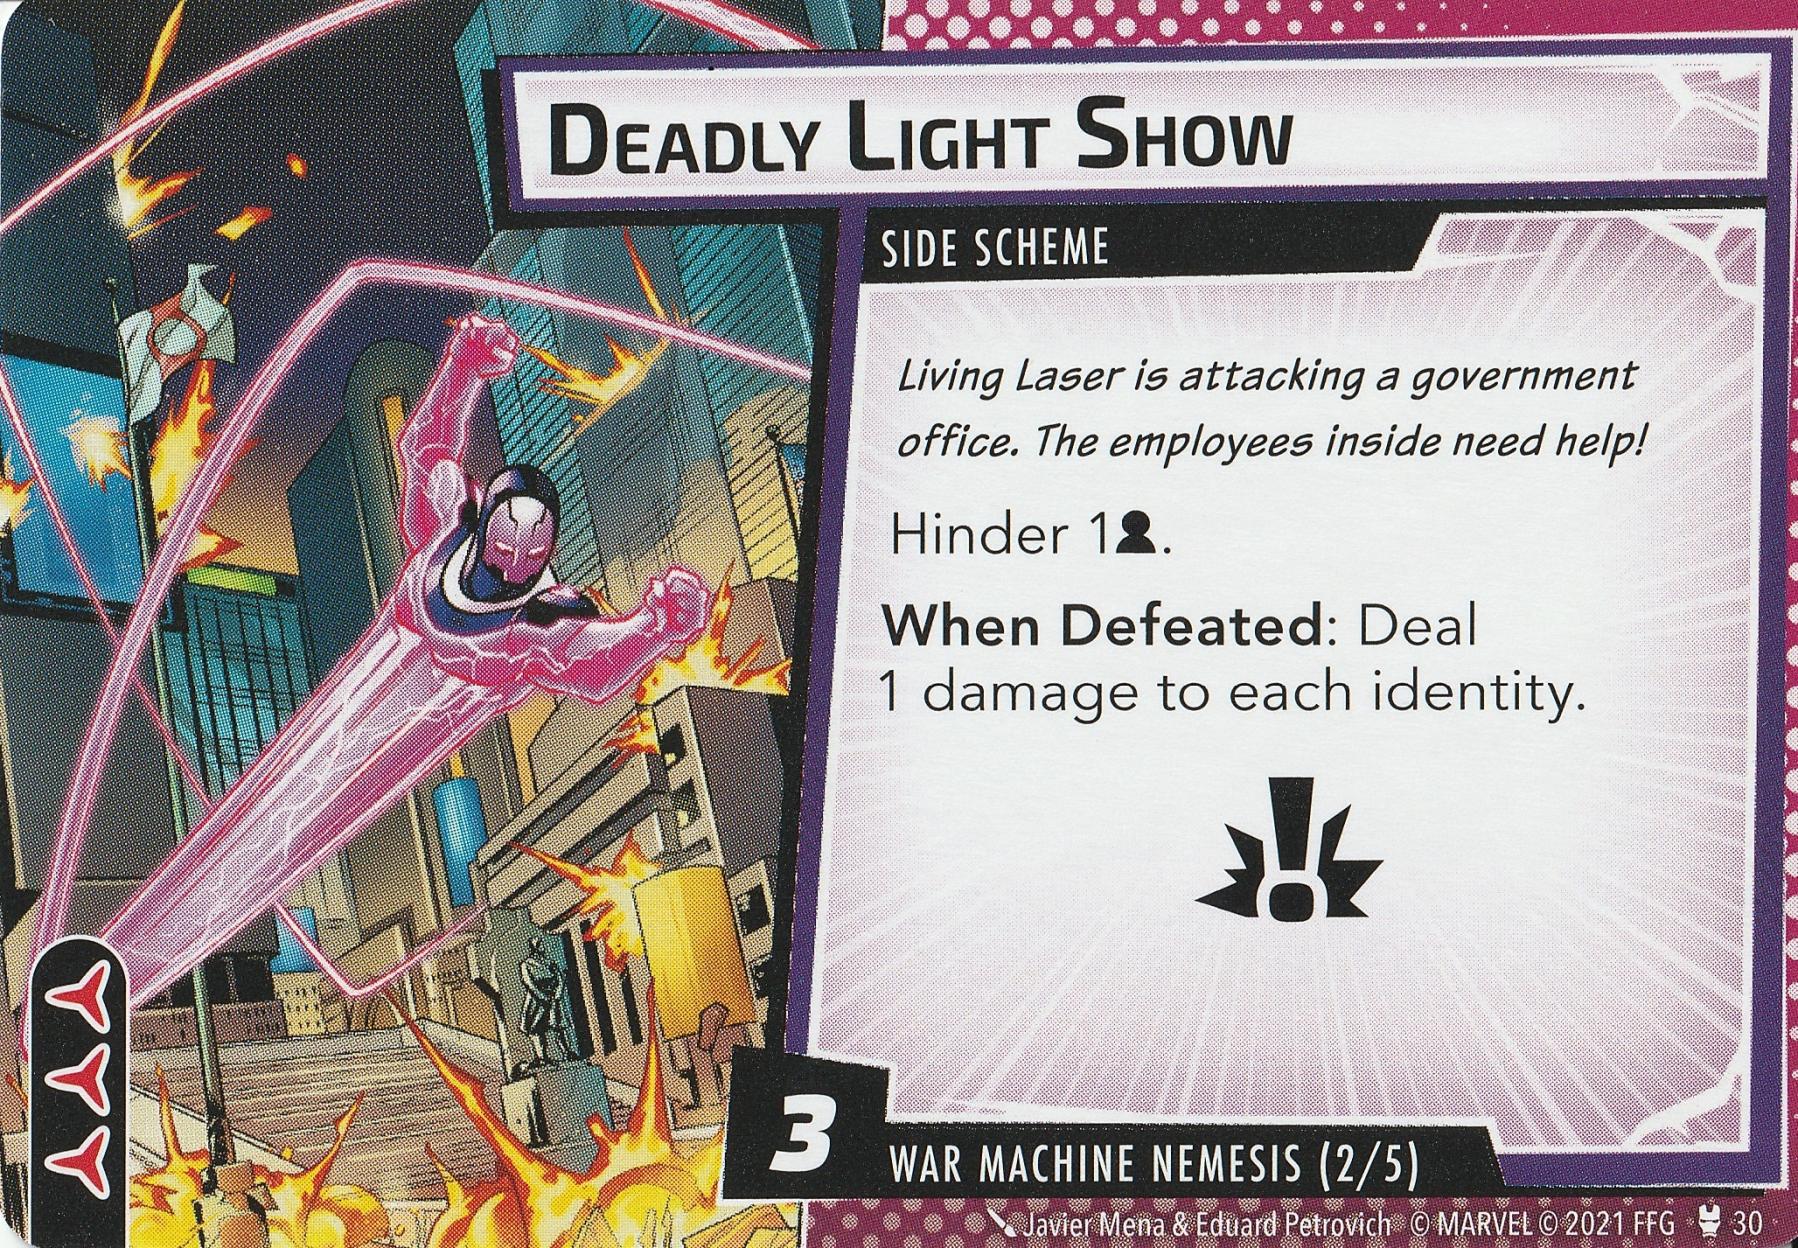 DEADLY LIGHT SHOW
SIDE SCHEME
Living Laser is attacking a government
office. The employees inside need help!
Hinder 1.
When Defeated: Deal
1 damage to each identity.
3
WAR MACHINE NEMESIS (2/5)
Javier Mena & Eduard Petrovich © MARVEL © 2021 FFG 30